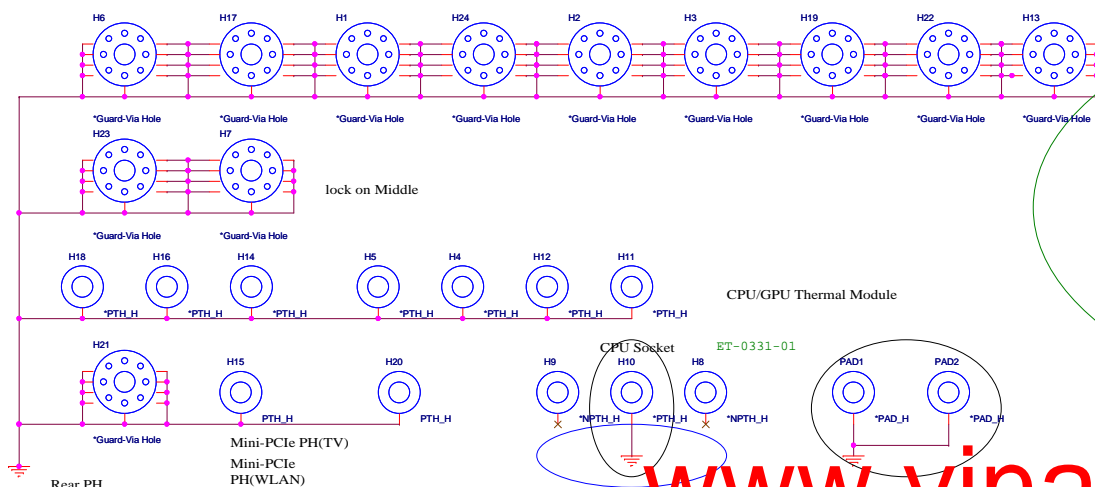 H6 H17 H1 H24 H2 H3 H19 H22 H13
*Guard-Via Hole *Guard-Via Hole *Guard-Via Hole *Guard-Via Hole *Guard-Via Hole *Guard-Via Hole *Guard-Via Hole *Guard-Via Hole *Guard-Via Hole
H23 H7
lock on Middle
*Guard-Via Hole *Guard-Via Hole
H18 H16 H14 H5 H4 H12 H11
CPU/GPU Thermal Module
*PTH_H *PTH_H *PTH_H *PTH_H *PTH_H *PTH_H *PTH_H
CPU Socket ET-0331-01
H21 H15 H20 H9 H10 H8 PAD1 PAD2
PTH_H PTH_H *NPTH_H *PTH_H *NPTH_H *PAD_H *PAD_H
*Guard-Via Hole
Mini-PCIe PH(TV)
Mini-PCIe
PH(WLAN)
Rear PH